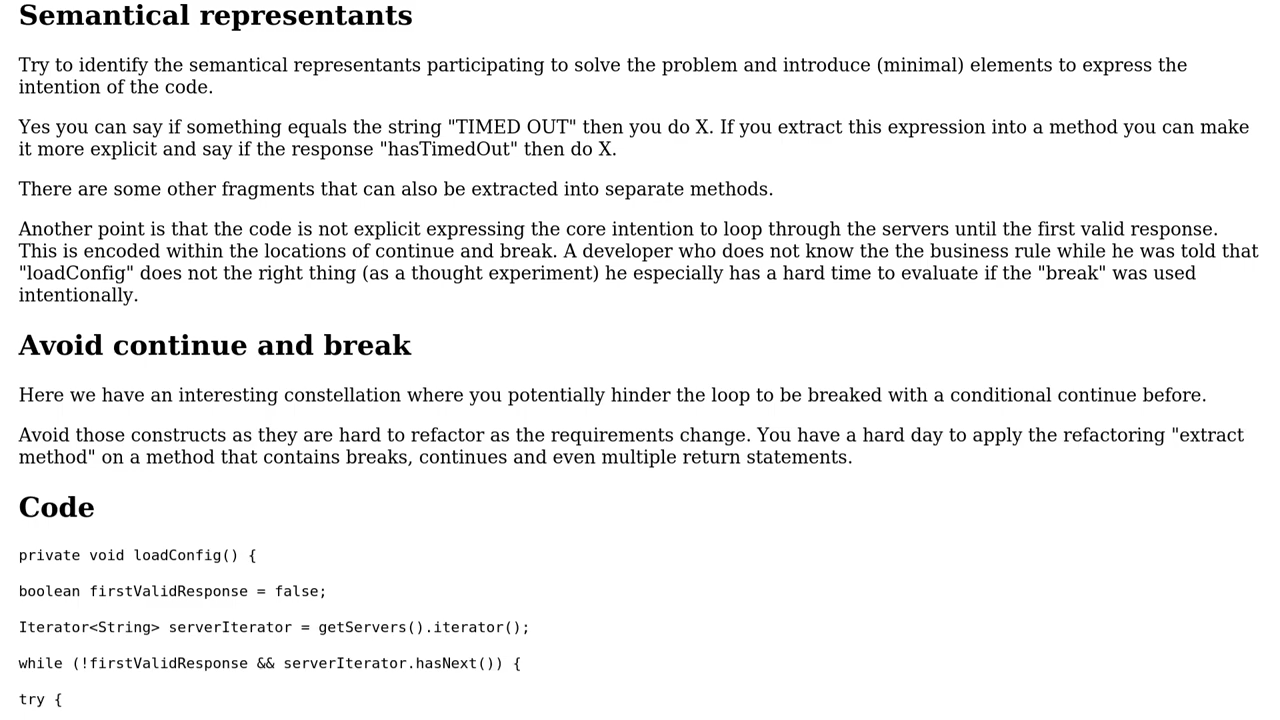 Semantical representants
Try to identify the semantical representants participating to solve the problem and introduce (minimal) elements to express the
intention of the code.
Yes you can say if something equals the string "TIMED OUT" then you do X. If you extract this expression into a method you can make
it more explicit and say if the response "hasTimedOut" then do X.
There are some other fragments that can also be extracted into separate methods.
Another point is that the code is not explicit expressing the core intention to loop through the servers until the first valid response.
This is encoded within the locations of continue and break. A developer who does not know the the business rule while he was told that
"loadConfig" does not the right thing (as a thought experiment) he especially has a hard time to evaluate if the "break" was used
intentionally.
Avoid continue and break
Here we have an interesting constellation where you potentially hinder the loop to be breaked with a conditional continue before.
Avoid those constructs as they are hard to refactor as the requirements change. You have a hard day to apply the refactoring "extract
method" on a method that contains breaks, continues and even multiple return statements.
Code
private void loadConfig() {
boolean firstValidResponse = false;
Iterator<String> serverIterator = getServers().iterator();
while (!firstValidResponse && serverIterator.hasNext()) {
try {